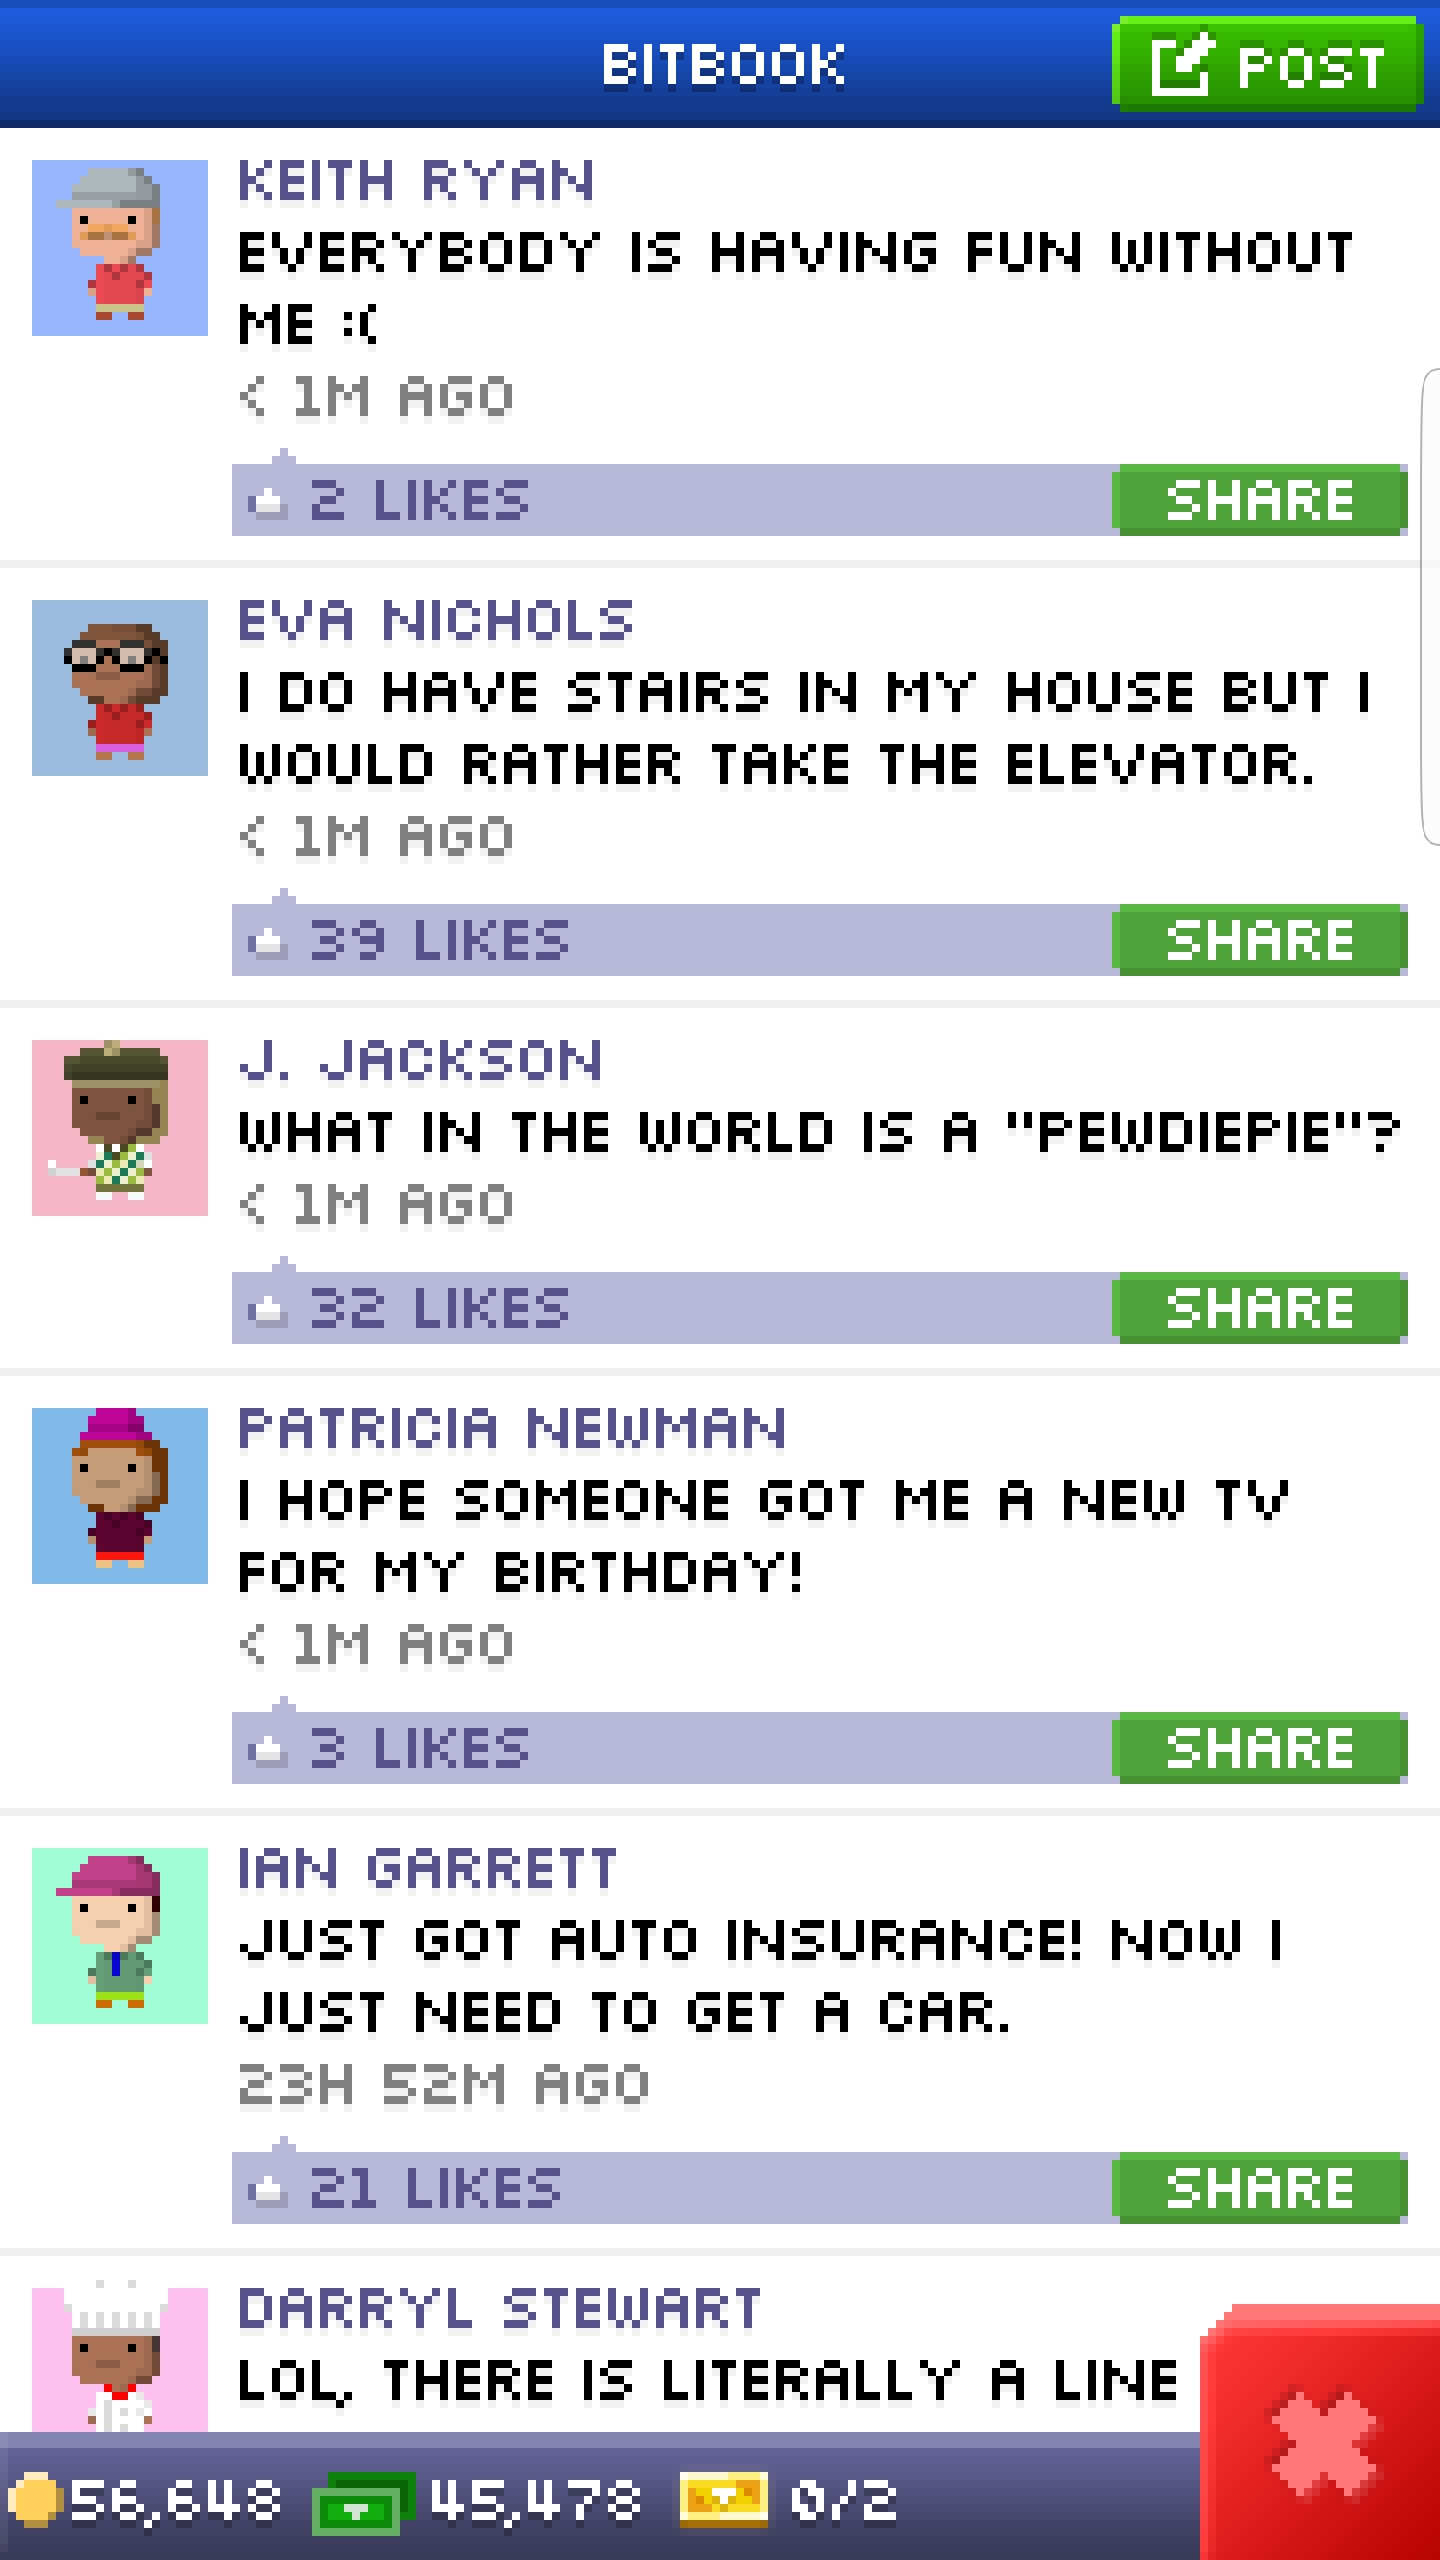 BITBOOK
POST
KEITH RYAN
EVERYBODY IS HAVING FUN WITHOUT
ME :(
< 1M AGO
2 LIKES
SHARE
EVA NICHOLS
I DO HAVE STAIRS IN MY HOUSE BUT I
WOULD RATHER TAKE THE ELEVATOR.
< 1M AGO
39 LIKES
SHARE
J. JACKSON
WHAT IN THE WORLD IS A "PEWDIEPIE"?
< 1M AGO
32 LIKES
SHARE
PATRICIA NEWMAN
I HOPE SOMEONE GOT ME A NEW TV
FOR MY BIRTHDAY!
< 1M AGO
3 LIKES
SHARE
IAN GARRETT
JUST GOT AUTO INSURANCE! NOW I
JUST NEED TO GET A CAR.
23H 52M AGO
21 LIKES
SHARE
DARRYL STEWART
LOL, THERE IS LITERALLY A LINE
56,648 45,478 0/2